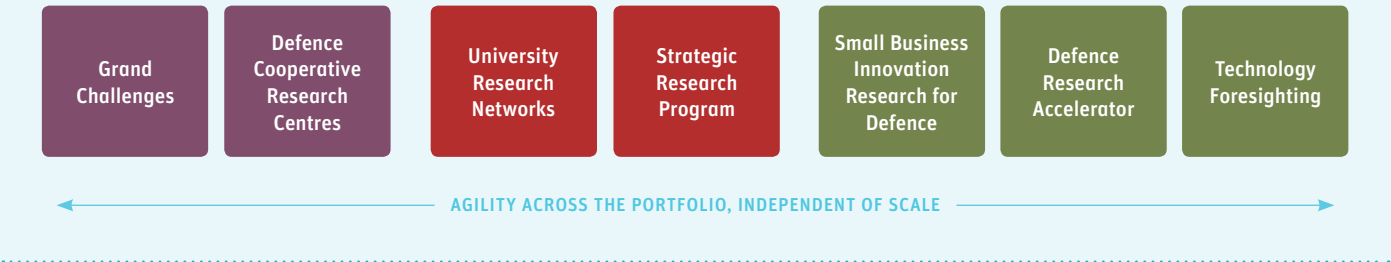 Grand
Challenges
Defence
Cooperative
Research
Centres
University
Research
Networks
Strategic
Research
Program
Small Business
Innovation
Research for
Defence
Defence
Research
Accelerator
Technology
Foresighting
AGILITY ACROSS THE PORTFOLIO, INDEPENDENT OF SCALE